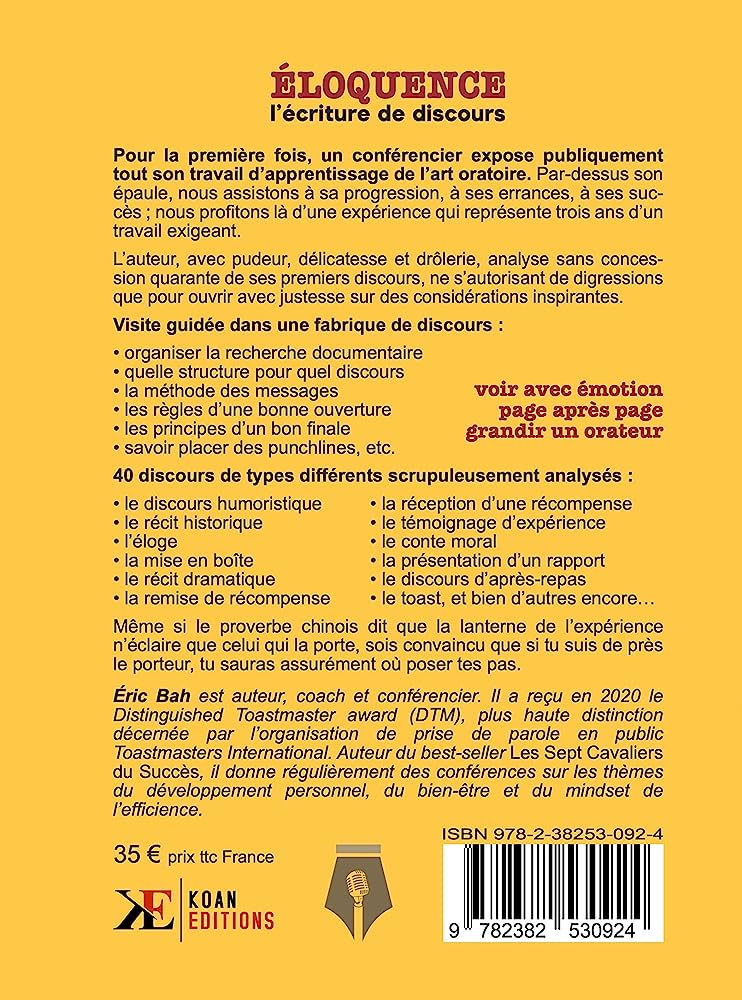 ÉLOQUENCE
l'écriture de discours
Pour la première fois, un conférencier expose publiquement
tout son travail d'apprentissage de l'art oratoire. Par-dessus son
épaule, nous assistons à sa progression, à ses errances, à ses suc-
cès ; nous profitons là d'une expérience qui représente trois ans d'un
travail exigeant.
L'auteur, avec pudeur, délicatesse et drôlerie, analyse sans conces-
sion quarante de ses premiers discours, ne s'autorisant de digressions
que pour ouvrir avec justesse sur des considérations inspirantes.
Visite guidée dans une fabrique de discours :
• organiser la recherche documentaire
• quelle structure pour quel discours
• la méthode des messages
• les règles d'une bonne ouverture
• les principes d'un bon finale
• savoir placer des punchlines, etc.
voir avec émotion
page après page
grandir un orateur
40 discours de types différents scrupuleusement analysés :
• le discours humoristique
• le récit historique
• l'éloge
• la mise en boîte
• le récit dramatique
• la remise de récompense
• la réception d'une récompense
• le témoignage d'expérience
• le conte moral
• la présentation d'un rapport
• le discours d'après-repas
• le toast, et bien d'autres encore…
Même si le proverbe chinois dit que la lanterne de l'expérience
n'éclaire que celui qui la porte, sois convaincu que si tu suis de près
le porteur, tu sauras assurément où poser tes pas.
Éric Bah est auteur, coach et conférencier. Il a reçu en 2020 le
Distinguished Toastmaster award (DTM), plus haute distinction
décernée par l'organisation de prise de parole en public
Toastmasters International. Auteur du best-seller Les Sept Cavaliers
du Succès, il donne régulièrement des conférences sur les thèmes
du développement personnel, du bien-être et du mindset de
l'efficience.
35 € prix ttc France
KE
KOAN
EDITIONS
ISBN 978-2-38253-092-4
9 782382 530924